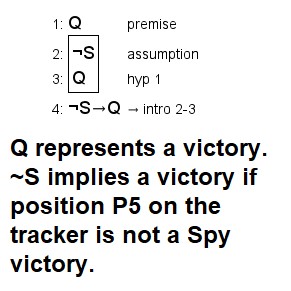 1: Q premise
2: ¬S assumption
3: Q hyp 1
4: ¬S→Q → intro 2-3
Q represents a victory.
~S implies a victory if
position P5 on the
tracker is not a Spy
victory.